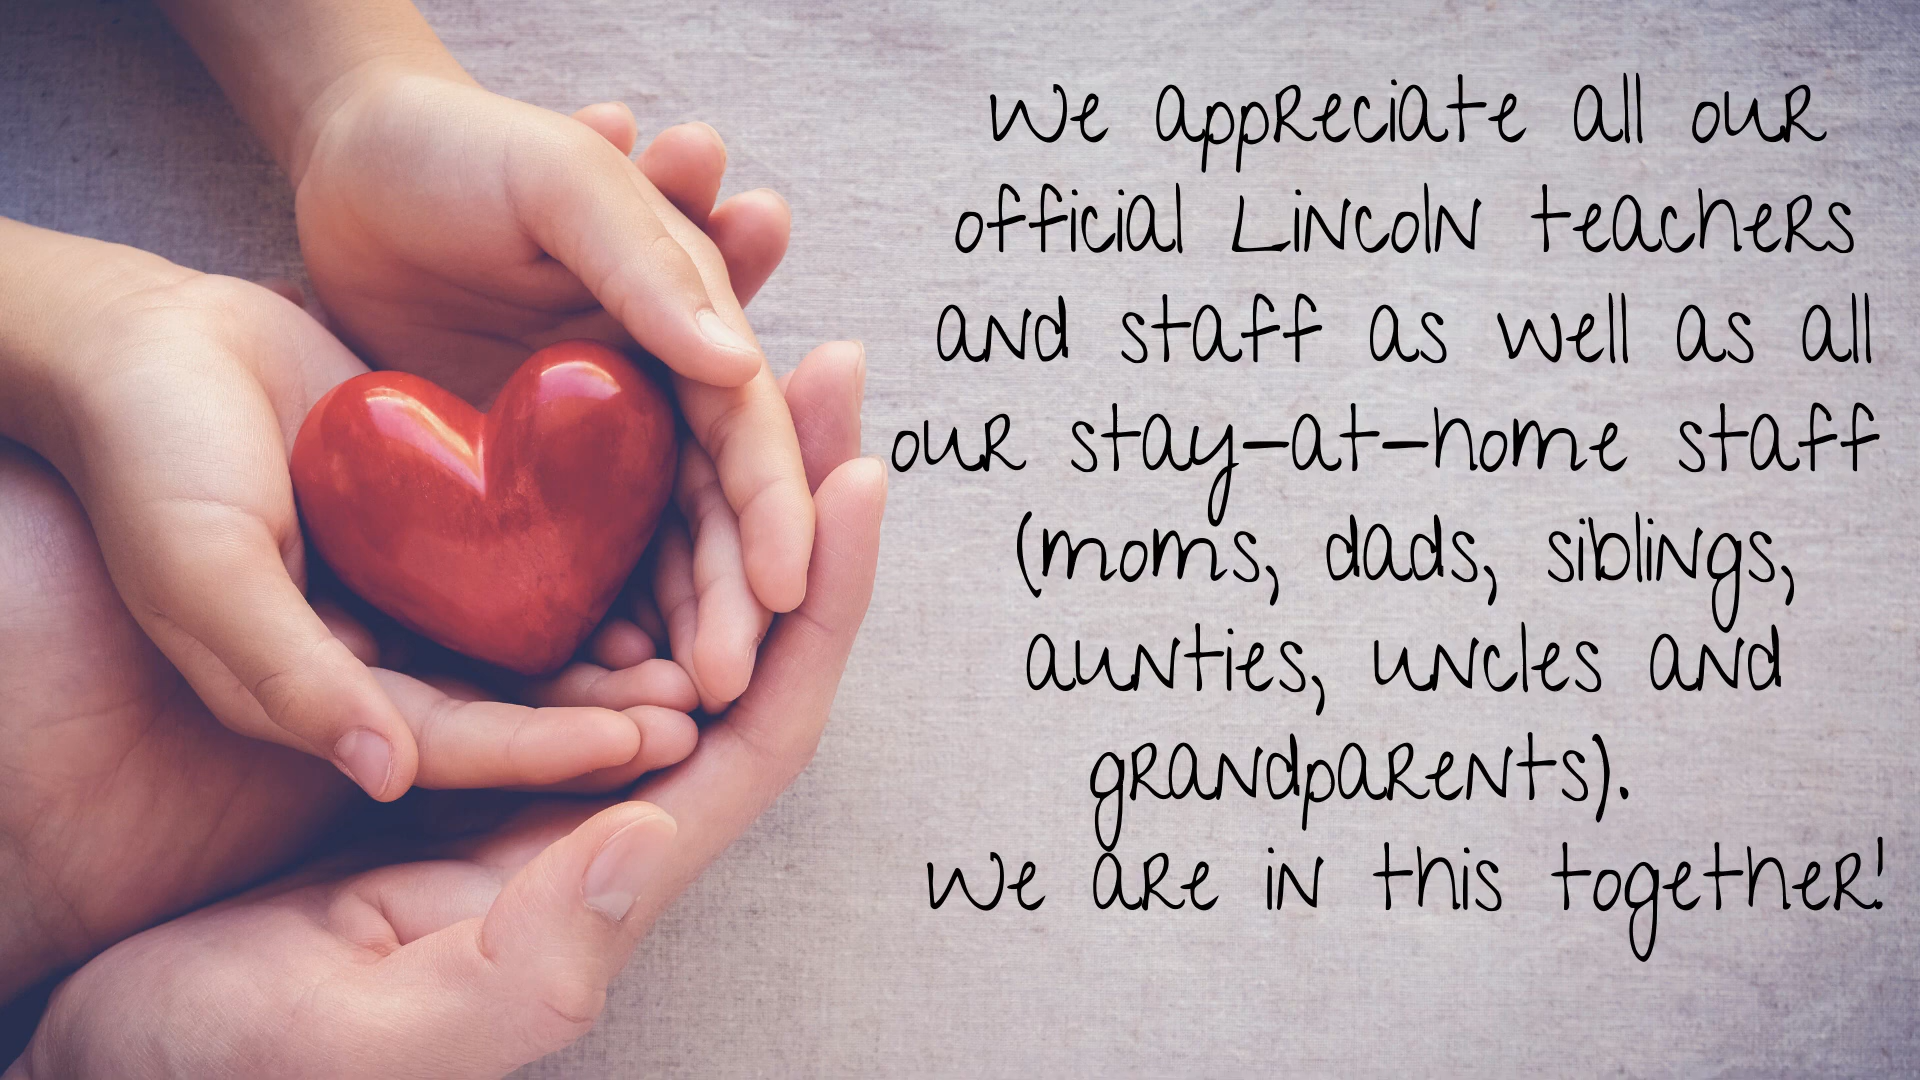 We appreciate all our
official Lincoln teachers
and staff as well as all
our stay-at-home staff
(moms, dads, siblings,
aunties, uncles and
grandparents).
We are in this together!